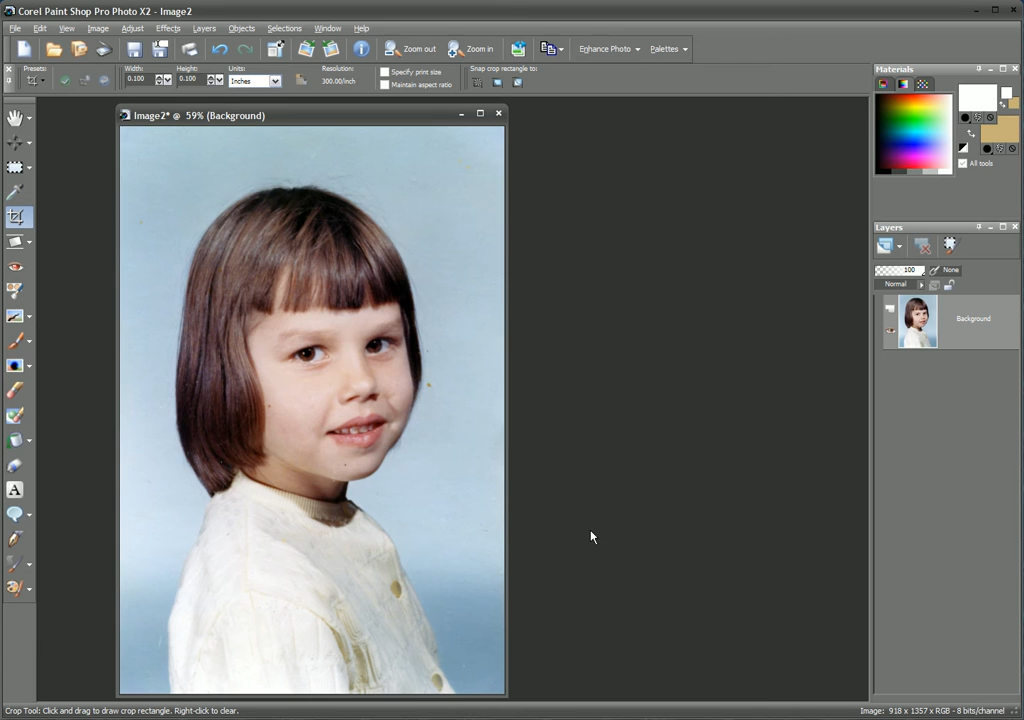 Corel Paint Shop Pro Photo X2 - Image2
File Edit View Image Adjust Effects Layers Objects Selections Window Help
Zoom out Zoom in Enhance Photo Palettes
Presets: Width: Height: Units: Resolution: Specify print size Snap crop rectangle to:
0.100 0.100 Inches 300.00/inch Maintain aspect ratio
Image2* @ 59% (Background)
Materials
All tools
Layers
100 None
Normal
Background
A
Crop Tool: Click and drag to draw crop rectangle. Right-click to clear.
Image: 918 x 1357 x RGB - 8 bits/channel